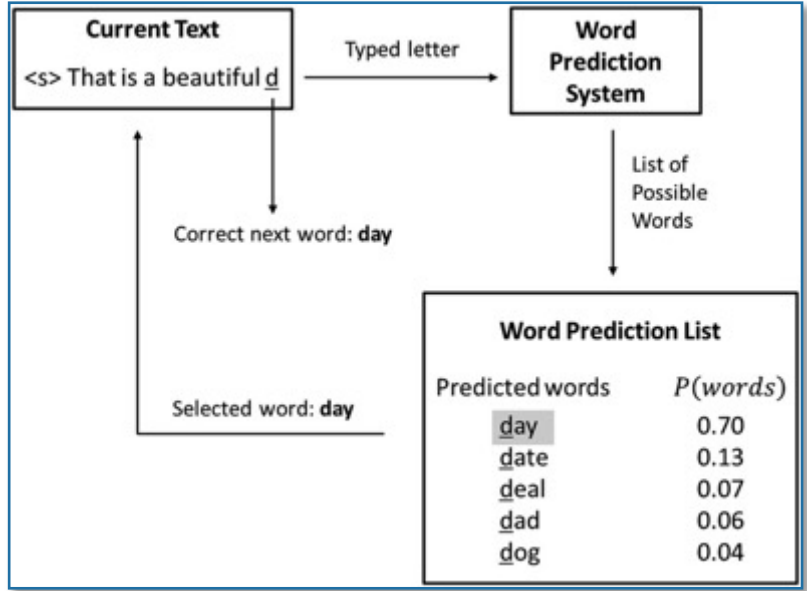 Current Text
<s> That is a beautiful d
Typed letter
Word
Prediction
System
List of
Possible
Words
Correct next word: day
Word Prediction List
Predicted words P(words)
day 0.70
date 0.13
deal 0.07
dad 0.06
dog 0.04
Selected word: day